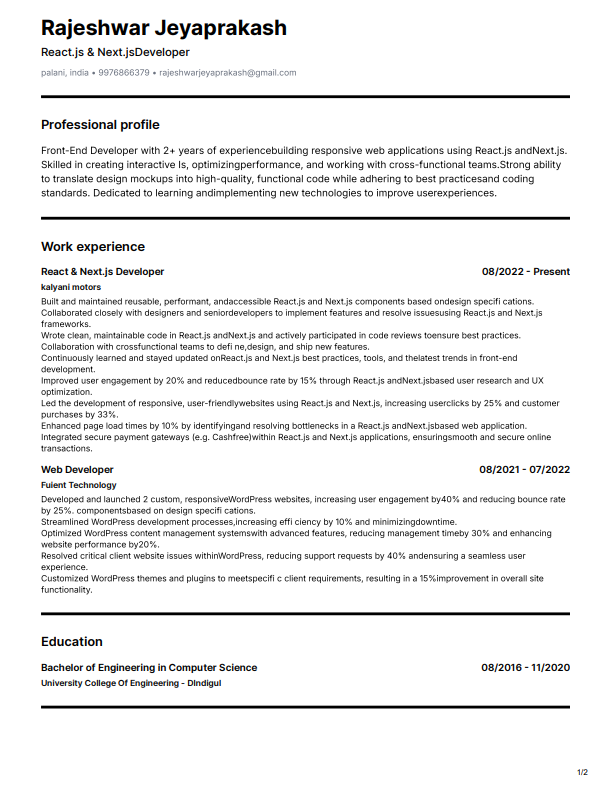 Rajeshwar Jeyaprakash
React.js & Next.jsDeveloper
palani, india • 9976866379 • rajeshwarjeyaprakash@gmail.com
Professional profile
Front-End Developer with 2+ years of experiencebuilding responsive web applications using React.js andNext.js.
Skilled in creating interactive Is, optimizingperformance, and working with cross-functional teams.Strong ability
to translate design mockups into high-quality, functional code while adhering to best practicesand coding
standards. Dedicated to learning andimplementing new technologies to improve userexperiences.
Work experience
React & Next.js Developer 08/2022 - Present
kalyani motors
Built and maintained reusable, performant, andaccessible React.js and Next.js components based ondesign specifi cations.
Collaborated closely with designers and seniordevelopers to implement features and resolve issuesusing React.js and Next.js
frameworks.
Wrote clean, maintainable code in React.js andNext.js and actively participated in code reviews toensure best practices.
Collaboration with crossfunctional teams to defi ne,design, and ship new features.
Continuously learned and stayed updated onReact.js and Next.js best practices, tools, and thelatest trends in front-end
development.
Improved user engagement by 20% and reducedbounce rate by 15% through React.js andNext.jsbased user research and UX
optimization.
Led the development of responsive, user-friendlywebsites using React.js and Next.js, increasing userclicks by 25% and customer
purchases by 33%.
Enhanced page load times by 10% by identifyingand resolving bottlenecks in a React.js andNext.jsbased web application.
Integrated secure payment gateways (e.g. Cashfree)within React.js and Next.js applications, ensuringsmooth and secure online
transactions.
Web Developer 08/2021 - 07/2022
Fuient Technology
Developed and launched 2 custom, responsiveWordPress websites, increasing user engagement by40% and reducing bounce rate
by 25%. componentsbased on design specifi cations.
Streamlined WordPress development processes,increasing effi ciency by 10% and minimizingdowntime.
Optimized WordPress content management systemswith advanced features, reducing management timeby 30% and enhancing
website performance by20%.
Resolved critical client website issues withinWordPress, reducing support requests by 40% andensuring a seamless user
experience.
Customized WordPress themes and plugins to meetspecifi c client requirements, resulting in a 15%improvement in overall site
functionality.
Education
Bachelor of Engineering in Computer Science 08/2016 - 11/2020
University College Of Engineering - DIndigul
1/2